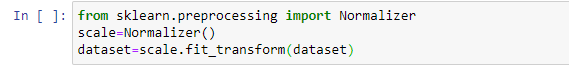 In [ ]: from sklearn.preprocessing import Normalizer
scale=Normalizer()
dataset=scale.fit_transform(dataset)